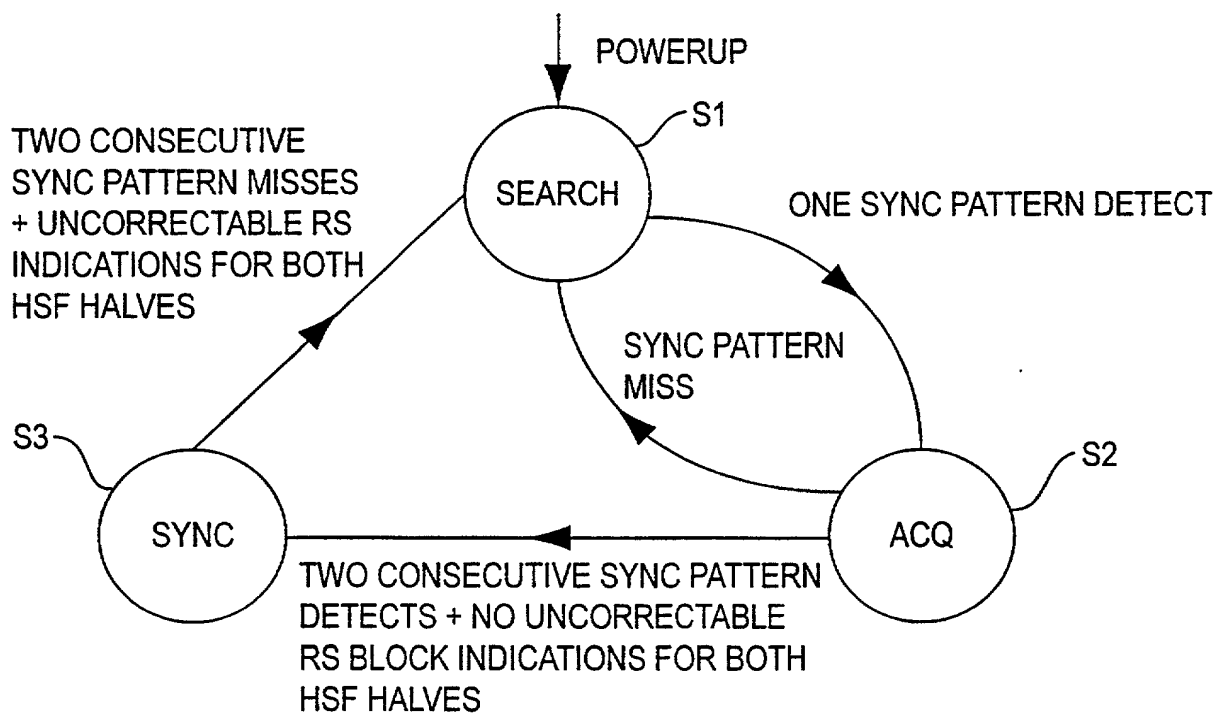 POWERUP
S1
TWO CONSECUTIVE
SYNC PATTERN MISSES
+ UNCORRECTABLE RS
INDICATIONS FOR BOTH
HSF HALVES
SEARCH
ONE SYNC PATTERN DETECT
SYNC PATTERN
MISS
S3
S2
SYNC
ACQ
TWO CONSECUTIVE SYNC PATTERN
DETECTS + NO UNCORRECTABLE
RS BLOCK INDICATIONS FOR BOTH
HSF HALVES